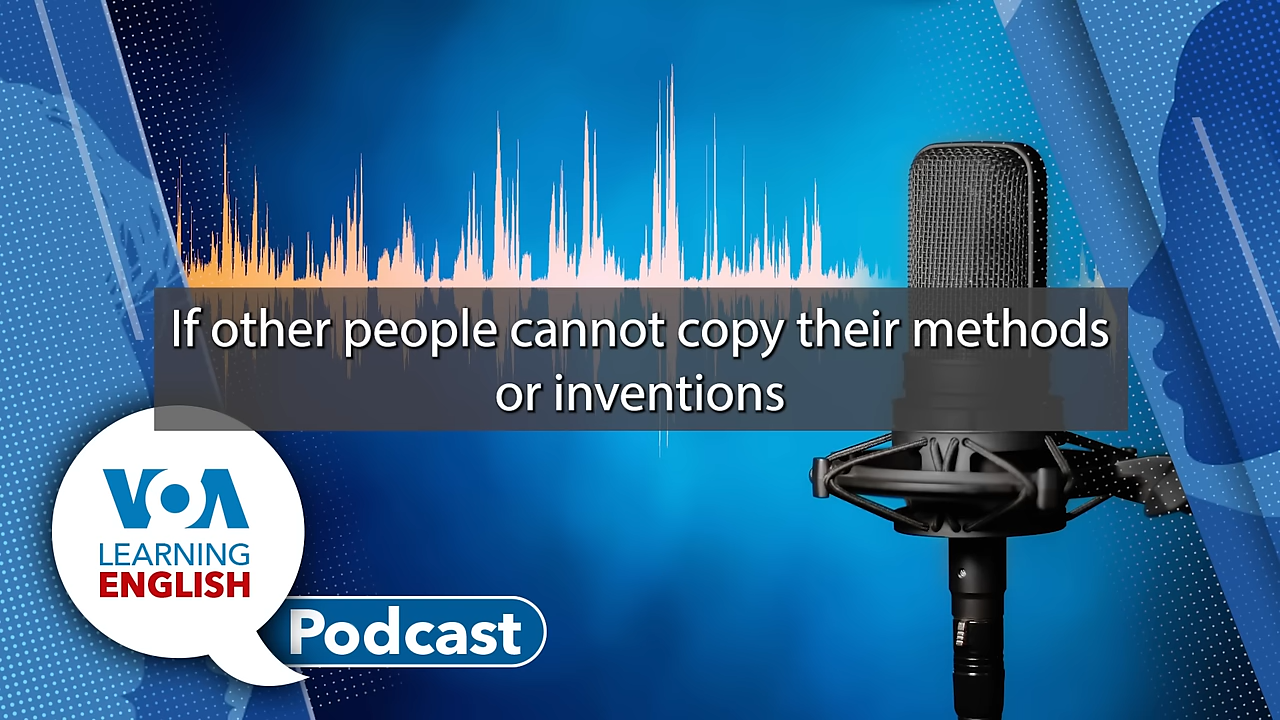 If other people cannot copy their methods
or inventions
VOA
LEARNING
ENGLISH
Podcast